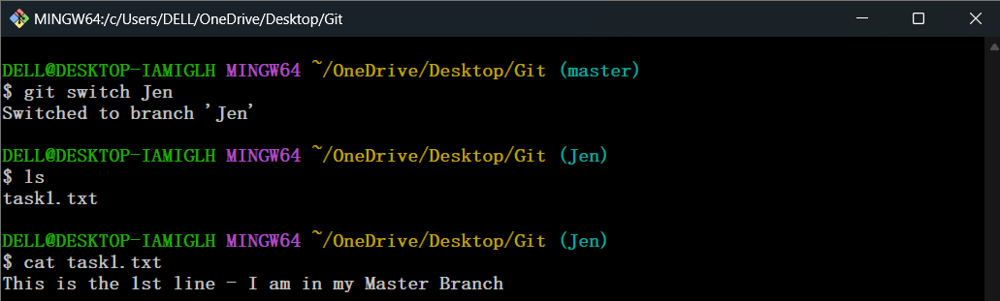 MINGW64:/c/Users/DELL/OneDrive/Desktop/Git
DELL@DESKTOP-IAMIGLH MINGW64 ~/OneDrive/Desktop/Git (master)
$ git switch Jen
Switched to branch 'Jen'
DELL@DESKTOP-IAMIGLH MINGW64 ~/OneDrive/Desktop/Git (Jen)
$ ls
task1.txt
DELL@DESKTOP-IAMIGLH MINGW64 ~/OneDrive/Desktop/Git (Jen)
$ cat task1.txt
This is the 1st line - I am in my Master Branch